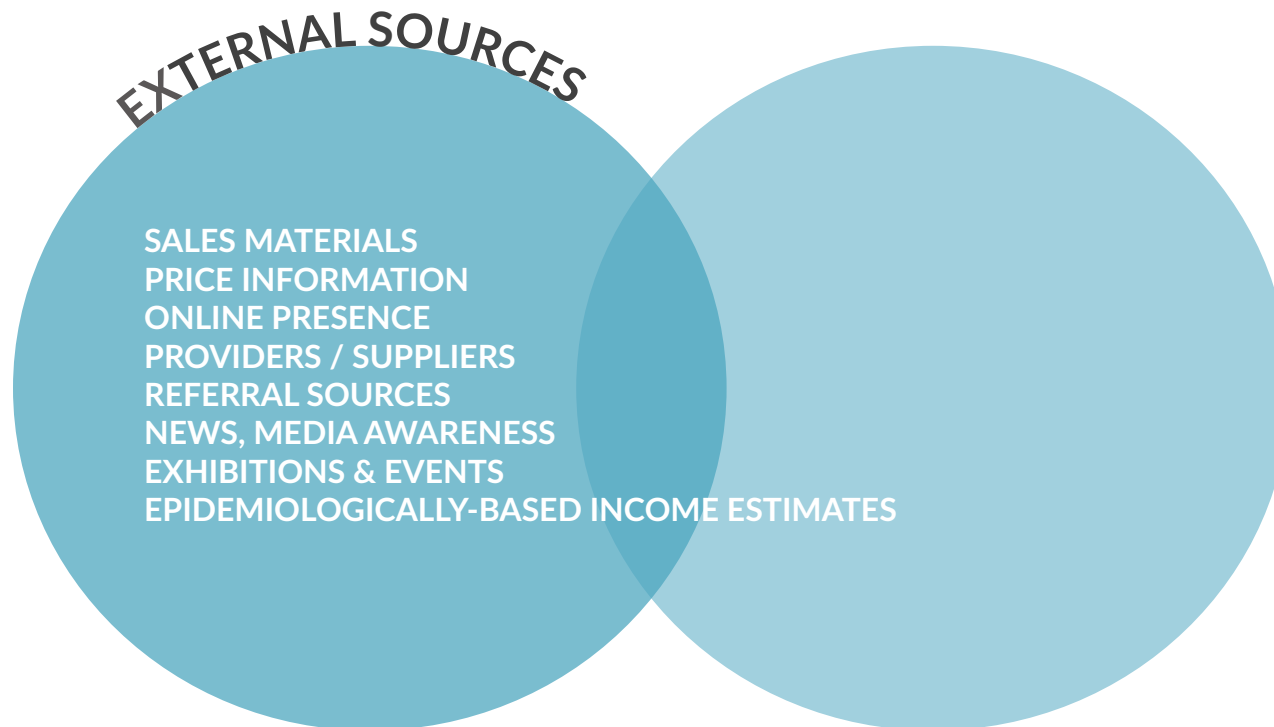 EXTERNAL SOURCES
SALES MATERIALS
PRICE INFORMATION
ONLINE PRESENCE
PROVIDERS / SUPPLIERS
REFERRAL SOURCES
NEWS, MEDIA AWARENESS
EXHIBITIONS & EVENTS
EPIDEMIOLOGICALLY-BASED INCOME ESTIMATES